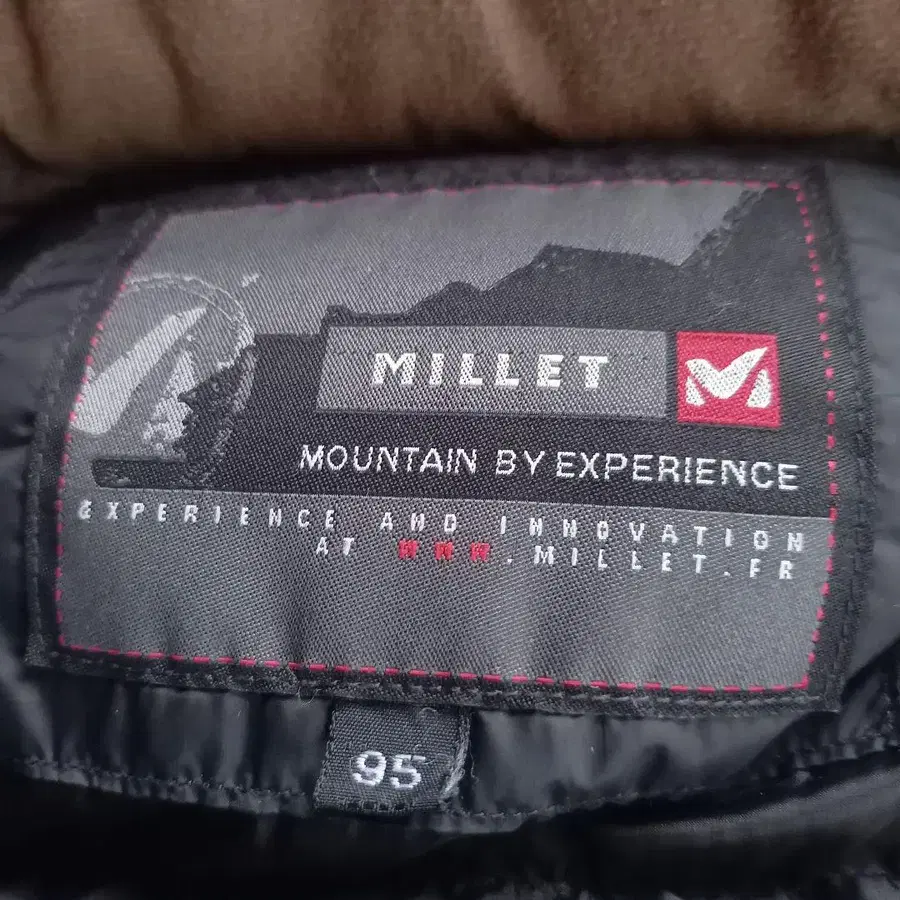 MILLET
MOUNTAIN BY EXPERIENCE
EXPERIENCE AND INNOVATION
AT WWW.MILLET.FR
95